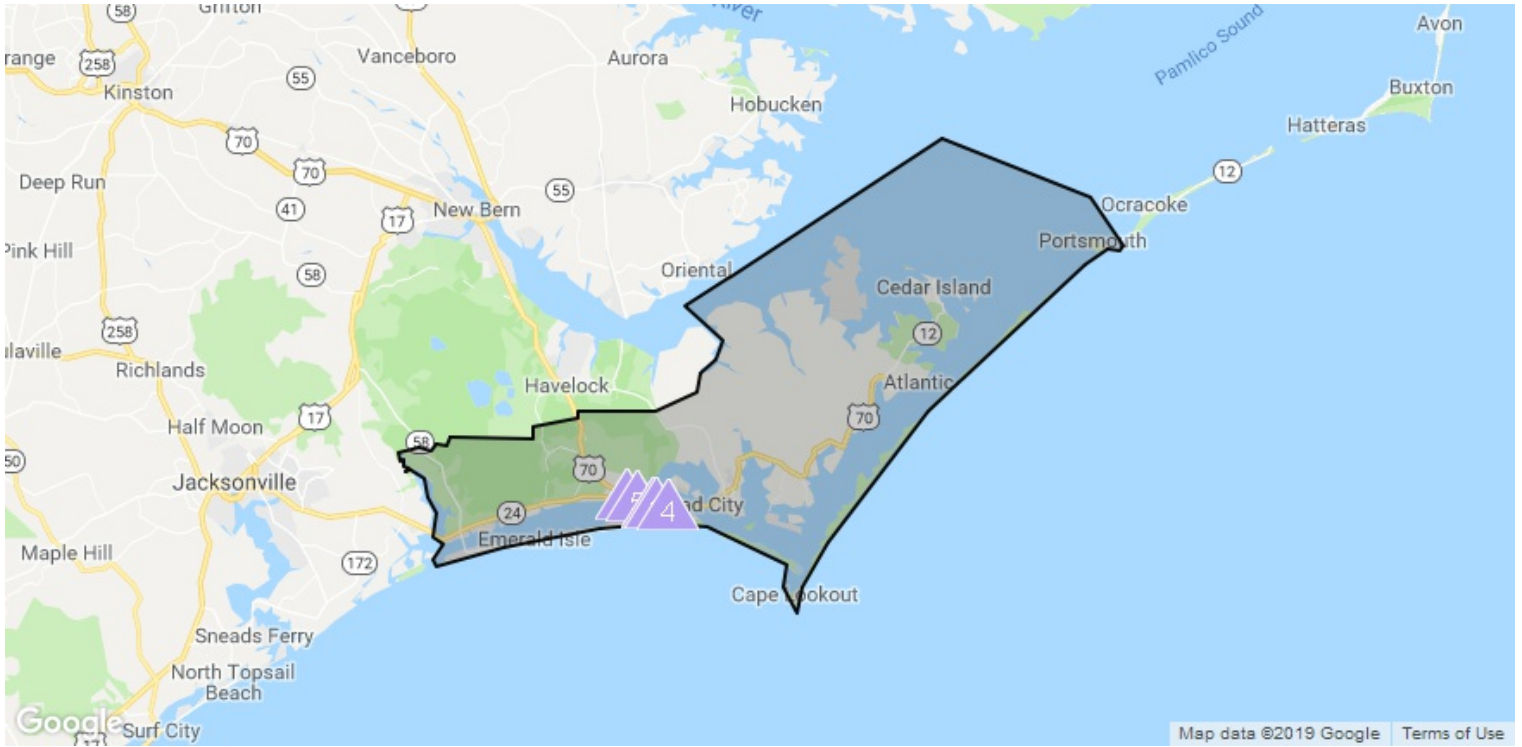 58
Grifton
River
Vanceboro
Aurora
Avon
258
55
Pamlico Sound
Kinston
Hobucken
Buxton
Hatteras
70
70
12
Deep Run
55
41
17
New Bern
Ocracoke
Pink Hill
Portsmouth
58
Oriental
Cedar Island
258
12
Richlands
Havelock
Atlantic
17
70
Half Moon
58
50
70
Jacksonville
24
4
Emerald Isle
Maple Hill
172
Cape Lookout
Sneads Ferry
North Topsail
Beach
Google
Surf City
17
Map data ©2019 Google
Terms of Use